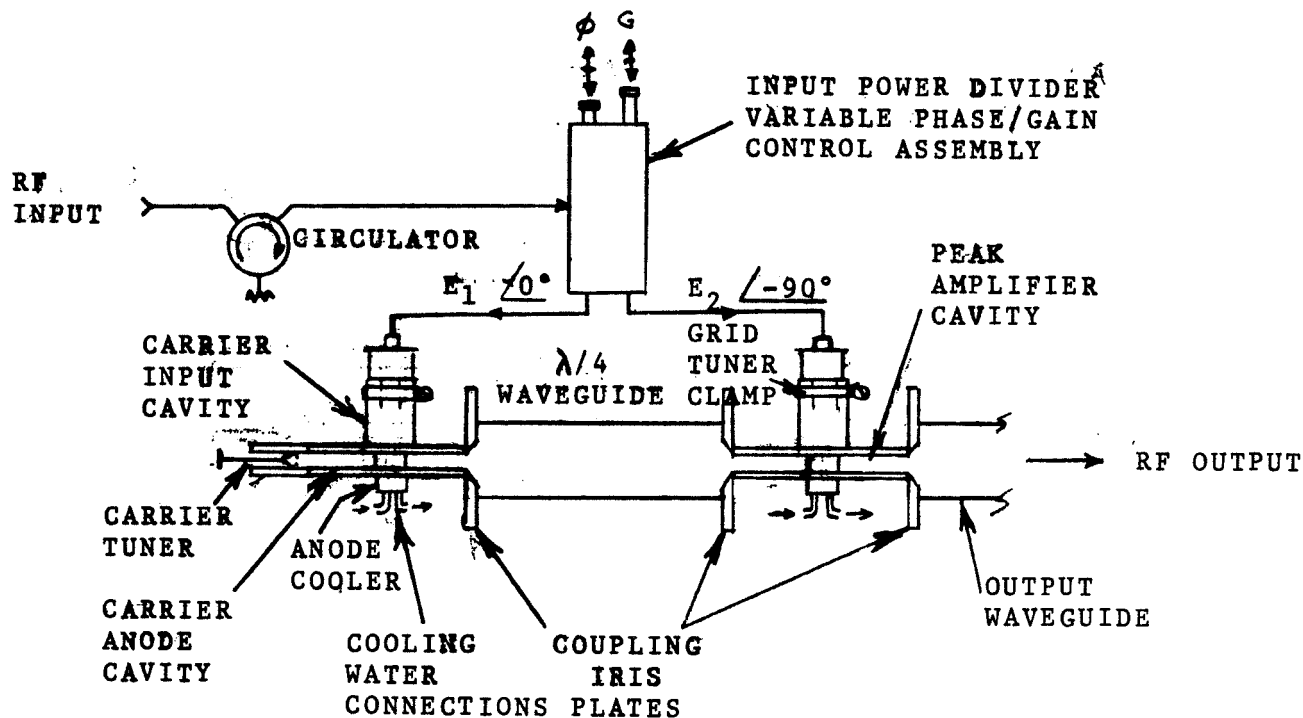 ϕ G
INPUT POWER DIVIDER
VARIABLE PHASE/GAIN
CONTROL ASSEMBLY
RF
INPUT
GIRCULATOR
E1 ∠0°
E2 ∠-90°
PEAK
AMPLIFIER
CAVITY
CARRIER
INPUT
CAVITY
λ/4
WAVEGUIDE
GRID
TUNER
CLAMP
RF OUTPUT
CARRIER
TUNER
ANODE
COOLER
CARRIER
ANODE
CAVITY
COOLING
WATER
CONNECTIONS
COUPLING
IRIS
PLATES
OUTPUT
WAVEGUIDE